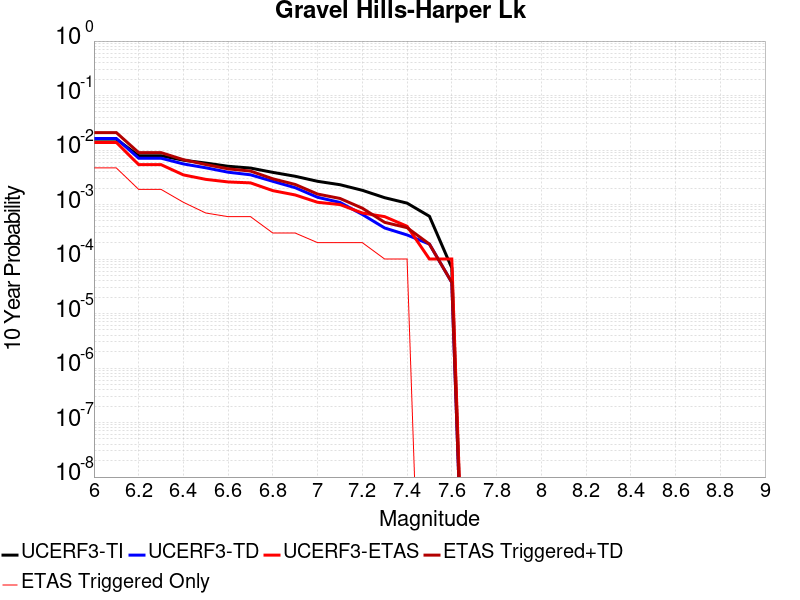 Gravel Hills-Harper Lk
10^0
10^-1
10^-2
10^-3
10^-4
10^-5
10^-6
10^-7
10^-8
10 Year Probability
6 6.2 6.4 6.6 6.8 7 7.2 7.4 7.6 7.8 8 8.2 8.4 8.6 8.8 9
Magnitude
UCERF3-TI UCERF3-TD UCERF3-ETAS ETAS Triggered+TD
ETAS Triggered Only